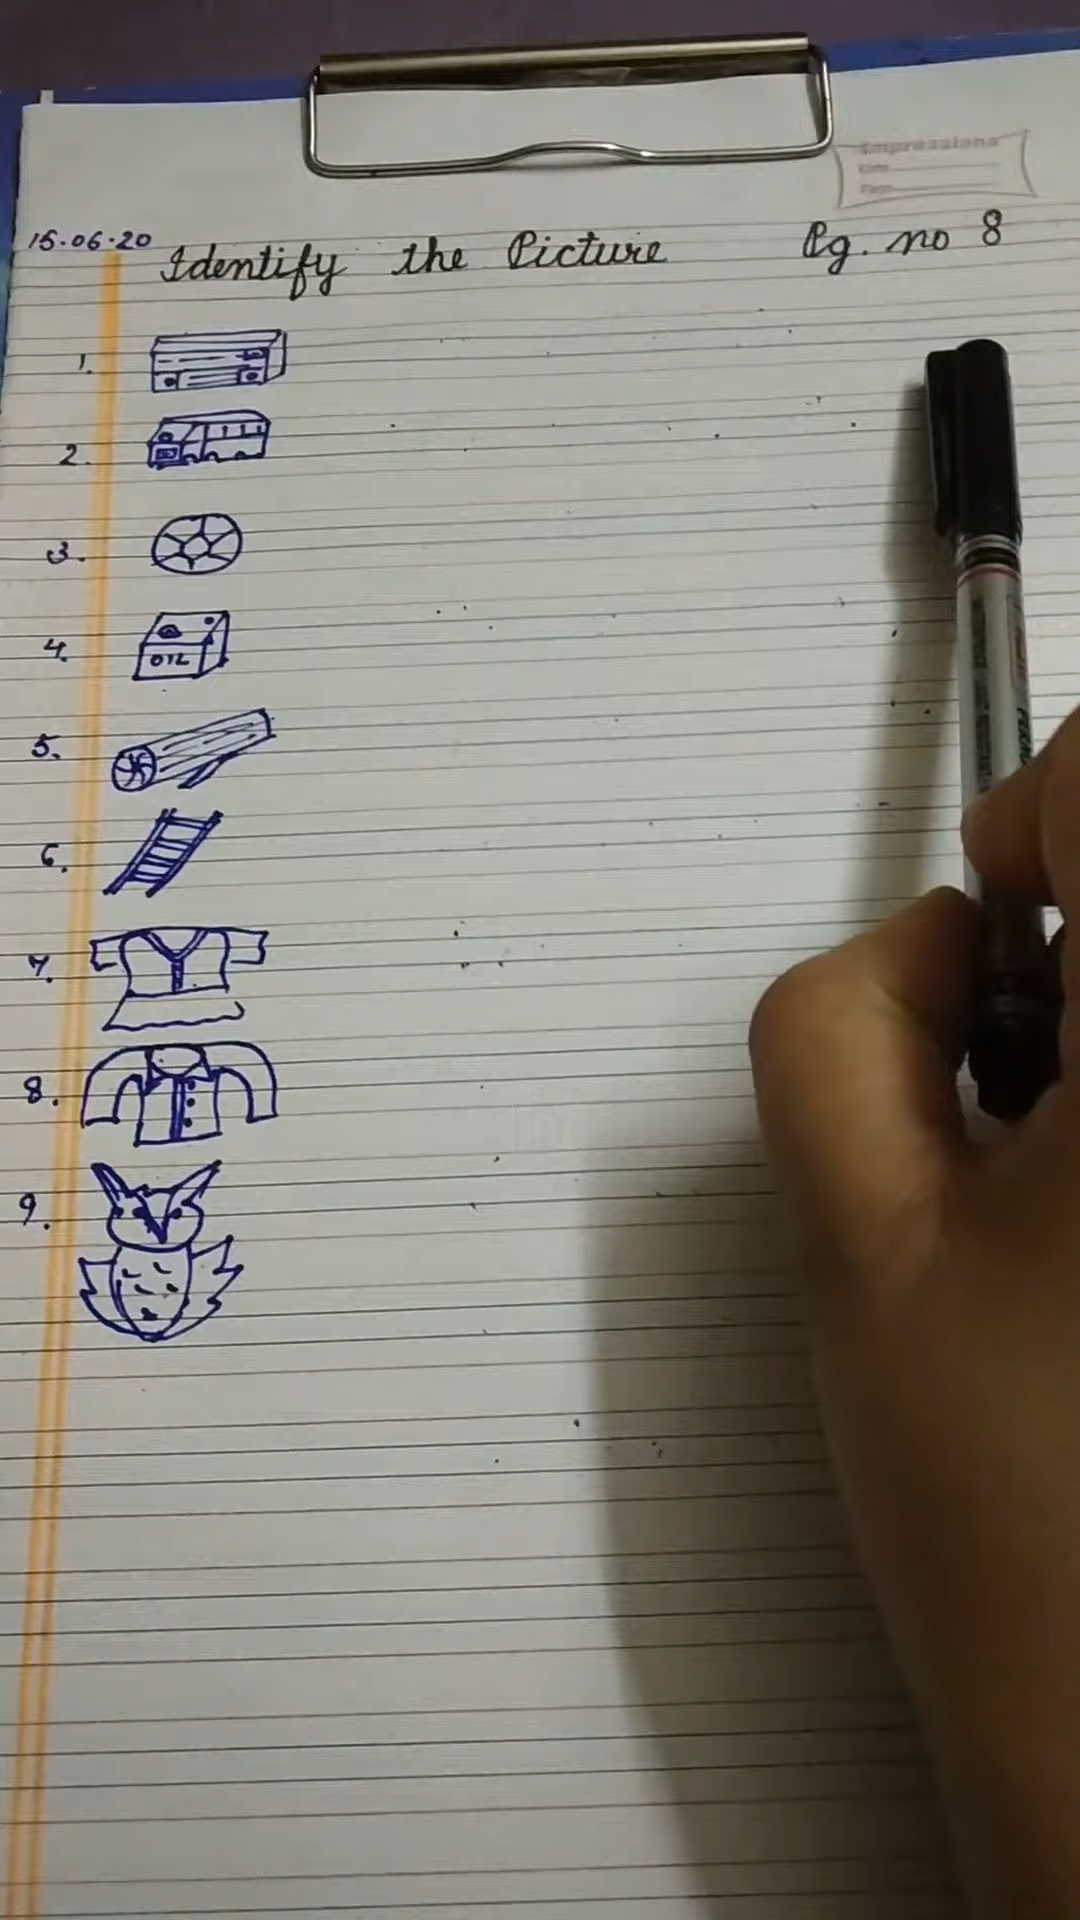 Impressions
15.06.20 Identify the Picture Pg. no 8
1.
2.
3.
4. OIL
5.
6.
7.
8.
9.